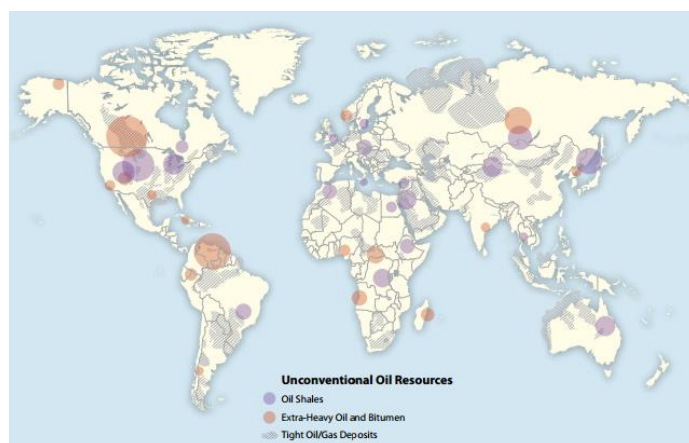 Unconventional Oil Resources
Oil Shales
Extra-Heavy Oil and Bitumen
Tight Oil/Gas Deposits